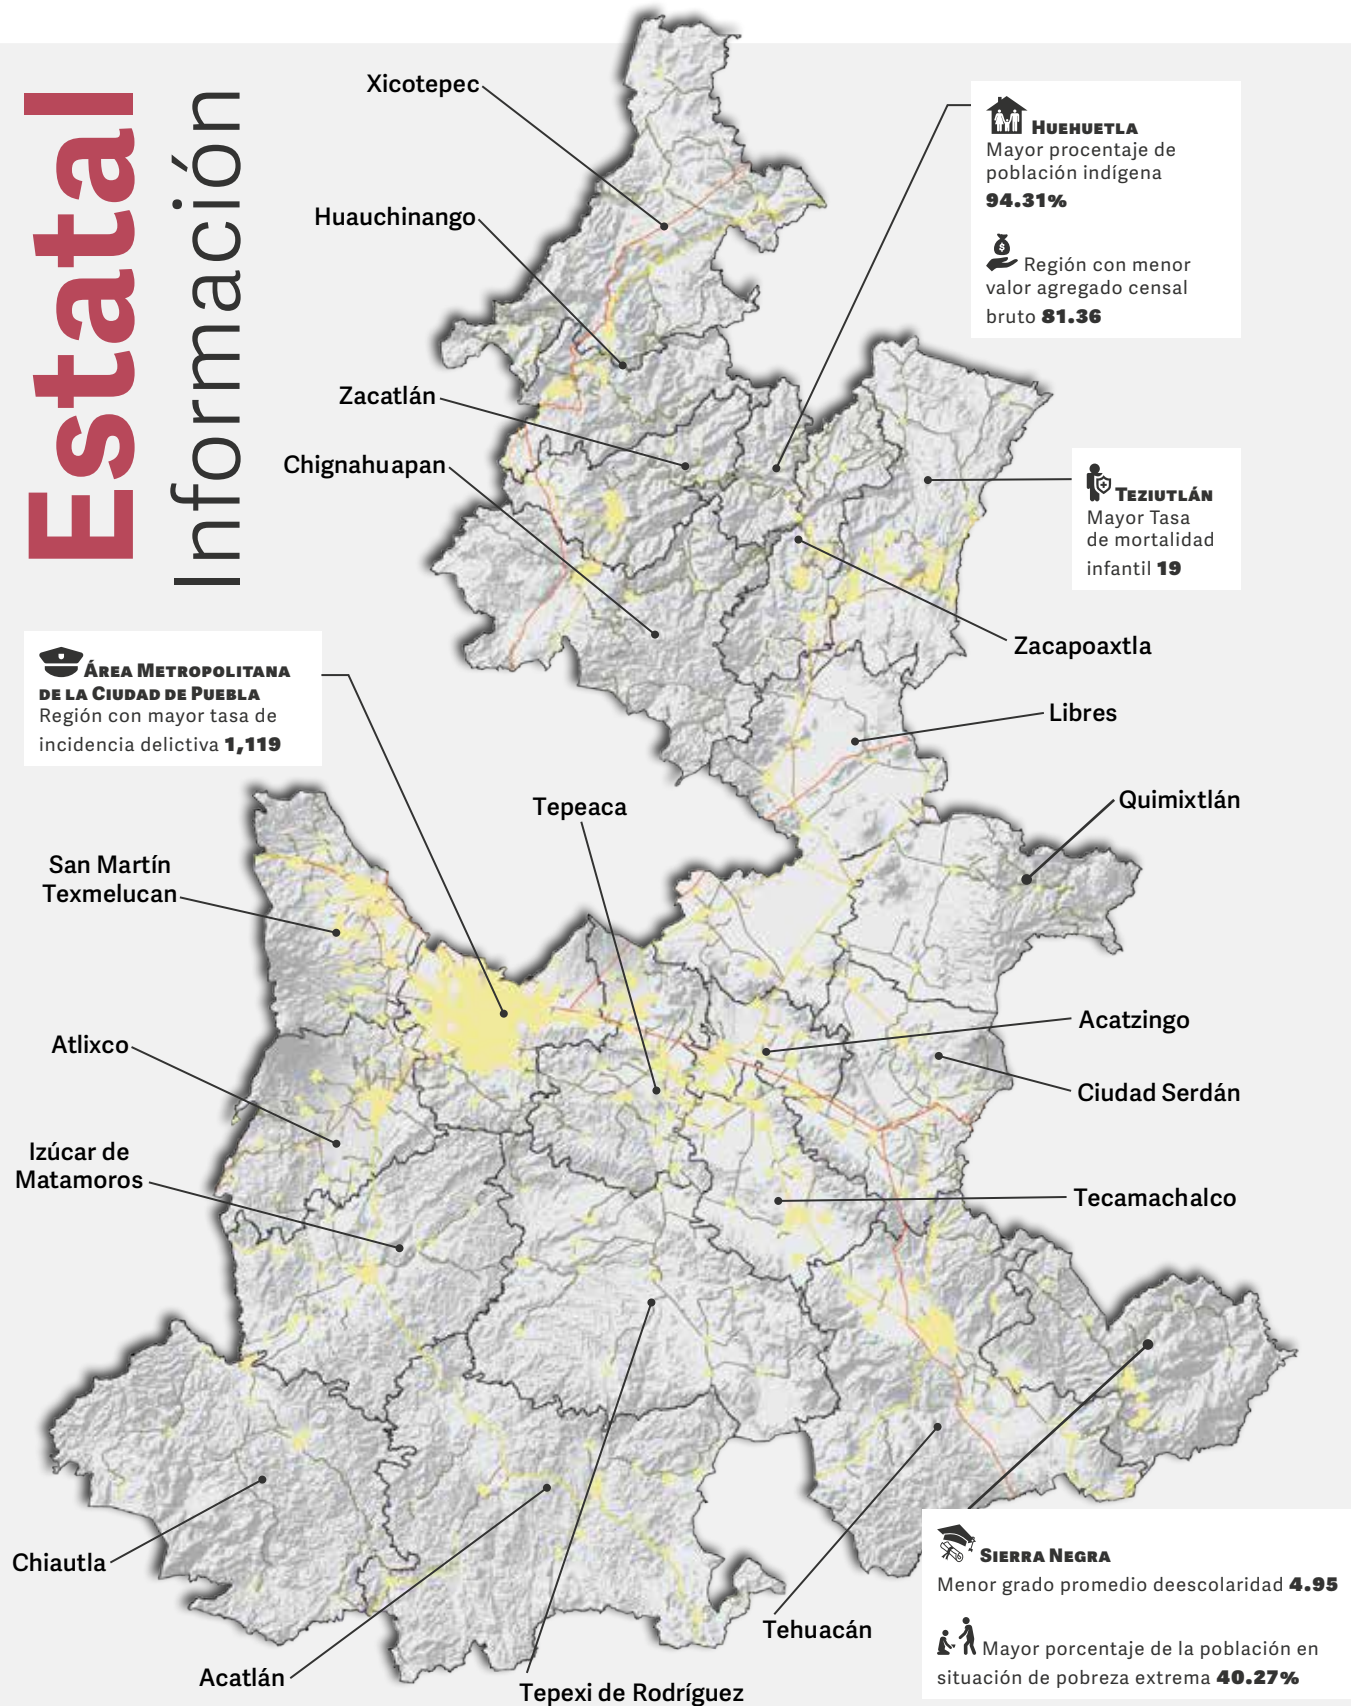 Estatal
Información
Xicotepec
Huauchinango
Zacatlán
Chignahuapan
HUEHUETLA
Mayor procentaje de
población indígena
94.31%
Región con menor
valor agregado censal
bruto 81.36
TEZIUTLÁN
Mayor Tasa
de mortalidad
infantil 19
Zacapoaxtla
Libres
Quimixtlán
ÁREA METROPOLITANA
DE LA CIUDAD DE PUEBLA
Región con mayor tasa de
incidencia delictiva 1,119
Tepeaca
San Martín
Texmelucan
Atlixco
Izúcar de
Matamoros
Acatzingo
Ciudad Serdán
Tecamachalco
Chiautla
Acatlán
Tepexi de Rodríguez
Tehuacán
SIERRA NEGRA
Menor grado promedio deescolaridad 4.95
Mayor porcentaje de la población en
situación de pobreza extrema 40.27%